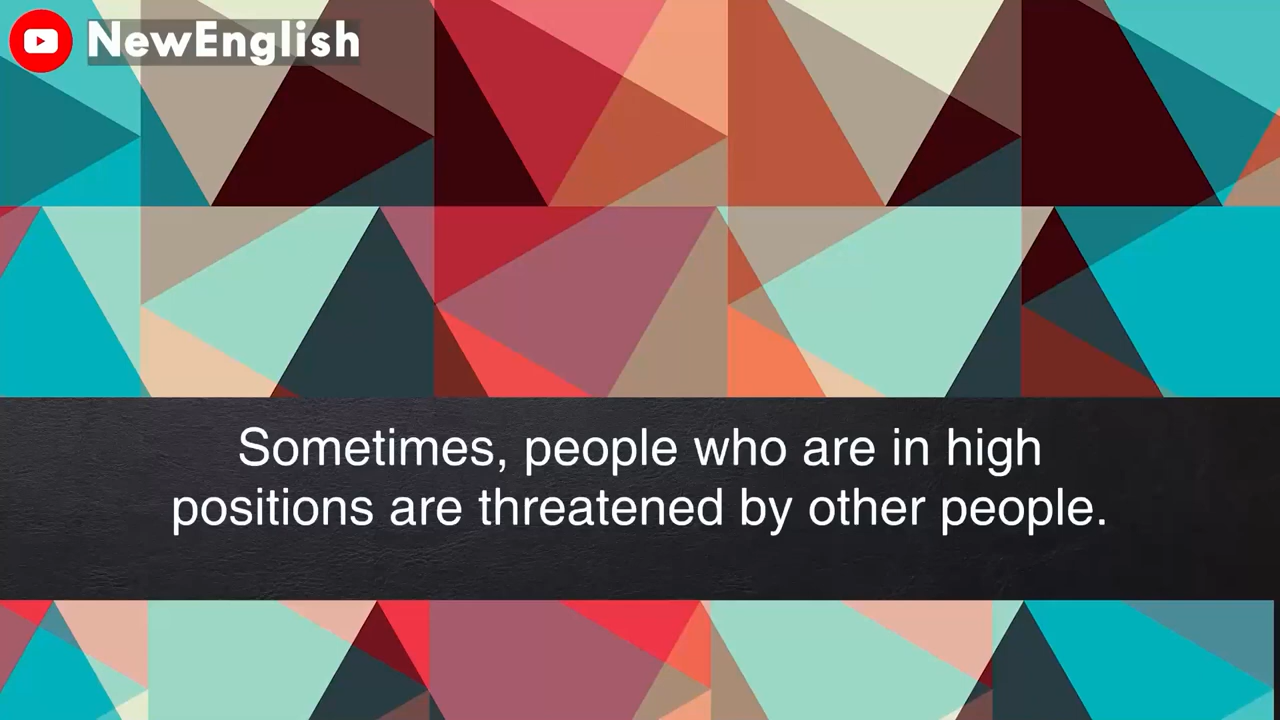 NewEnglish
Sometimes, people who are in high
positions are threatened by other people.